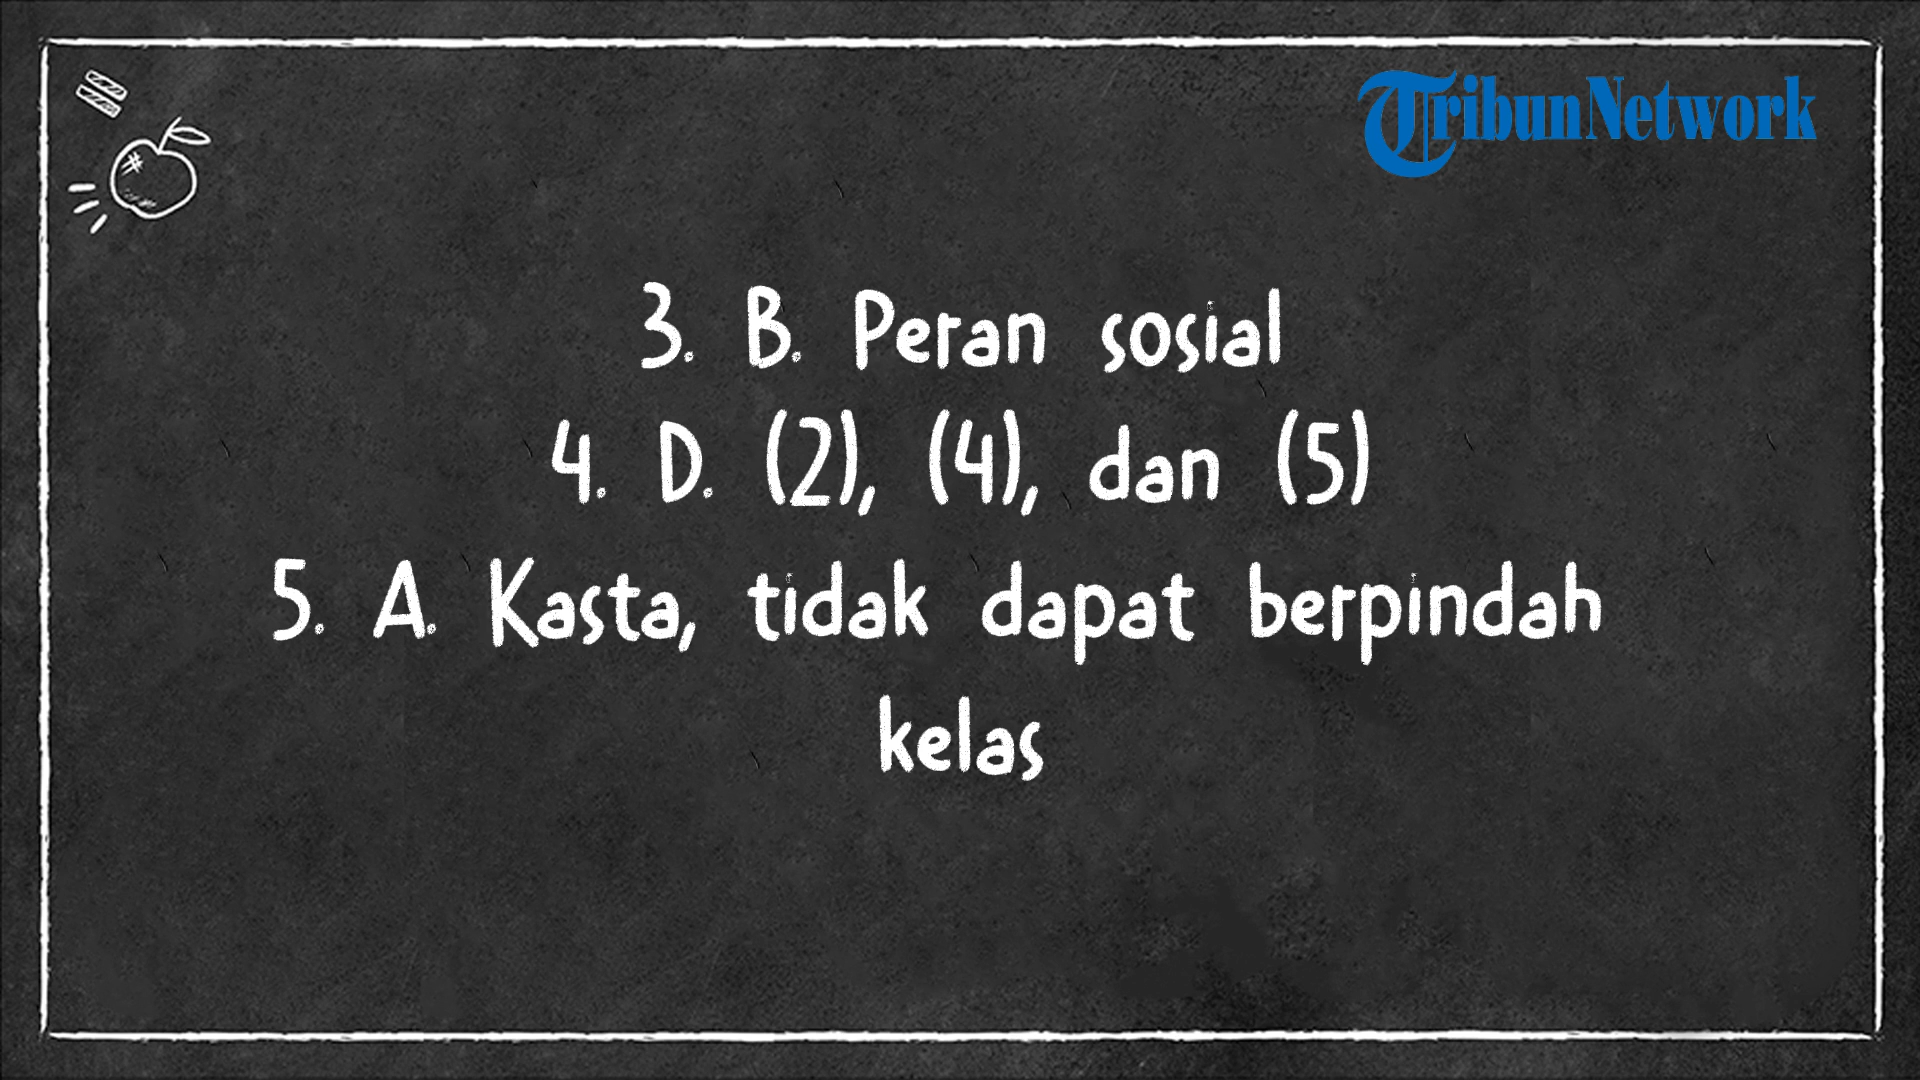 TribunNetwork
3. B. Peran sosial
4. D. (2), (4), dan (5)
5. A. Kasta, tidak dapat berpindah
kelas